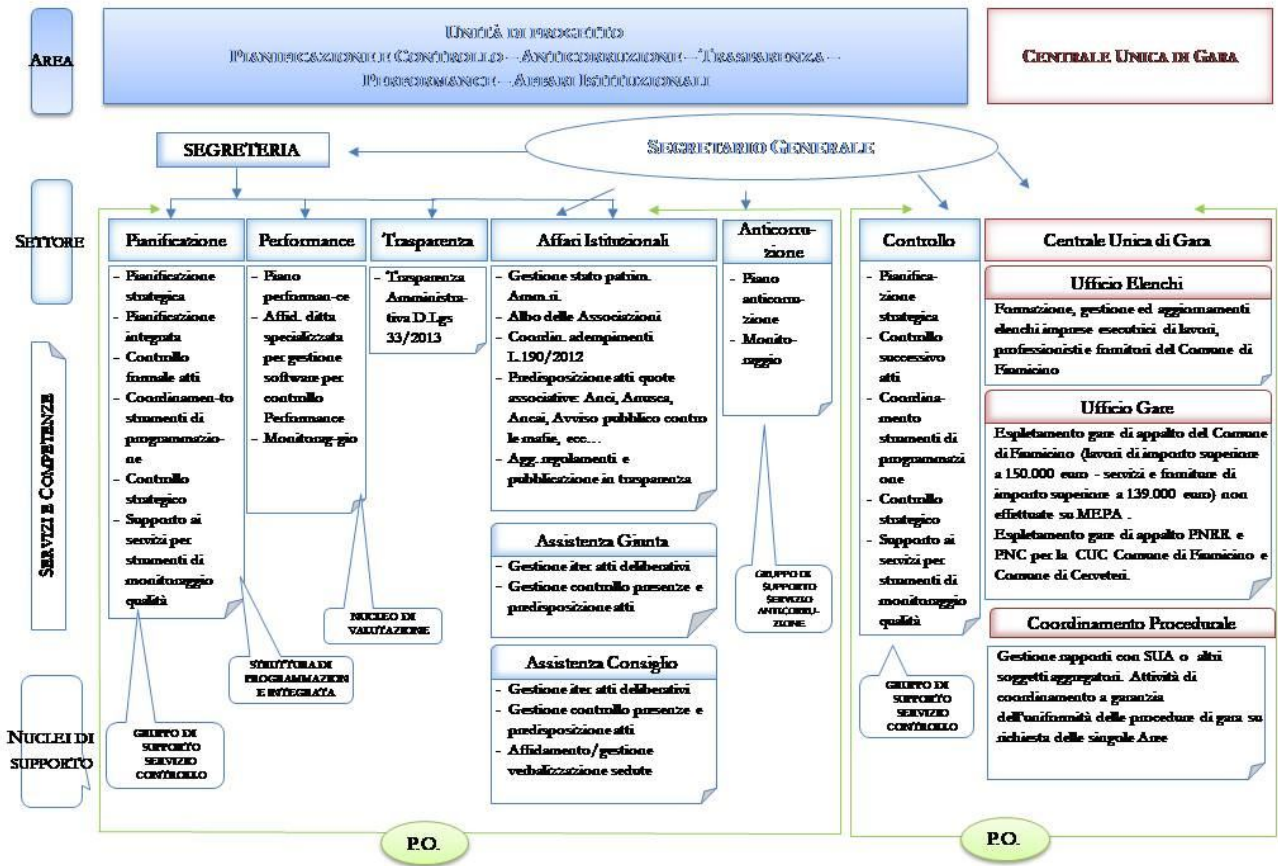 AREA
UNITÀ DI PROGETTO
PIANIFICAZIONE E CONTROLLO – ANTICORRUZIONE – TRASPARENZA –
PERFORMANCE – AFFARI ISTITUZIONALI
CENTRALE UNICA DI GARA
SEGRETERIA
SEGRETARIO GENERALE
SETTORE
Pianificazione
- Pianificazione
strategica
- Pianificazione
integrata
- Controllo
formale atti
- Coordinamen-to
strumenti di
programmazio-
ne
- Controllo
strategico
- Supporto ai
servizi per
strumenti di
monitoraggio
qualità
Performance
- Piano
performan-ce
- Affid. ditta
specializzata
per gestione
software per
controllo
Performance
- Monitorag-gio
Trasparenza
- Trasparenza
Amministra-
tiva D.Lgs
33/2013
Affari Istituzionali
- Gestione stato patrim.
Amm.ri.
- Albo delle Associazioni
- Coordin. adempimenti
L.190/2012
- Predisposizione atti quote
associative: Anci, Anusca,
Ancai, Avviso pubblico contro
le mafie, ecc…
- Agg. regolamenti e
pubblicazione in trasparenza
Assistenza Giunta
- Gestione iter atti deliberativi
- Gestione controllo presenze e
predisposizione atti
Assistenza Consiglio
- Gestione iter atti deliberativi
- Gestione controllo presenze e
predisposizione atti
- Affidamento/gestione
verbalizzazione sedute
Anticorru-
zione
- Piano
anticorru-
zione
- Monito-
raggio
Controllo
- Pianifica-
zione
strategica
- Controllo
successivo
atti
- Coordina-
mento
strumenti di
programmazi
one
- Controllo
strategico
- Supporto ai
servizi per
strumenti di
monitoraggio
qualità
Centrale Unica di Gara
Ufficio Elenchi
Formazione, gestione ed aggiornamenti
elenchi imprese esecutrici di lavori,
professionisti e fornitori del Comune di
Fiumicino
Ufficio Gare
Espletamento gare di appalto del Comune
di Fiumicino (lavori di importo superiore
a 150.000 euro - servizi e forniture di
importo superiore a 139.000 euro) non
effettuate su MEPA .
Espletamento gare di appalto PNRR e
PNC per la CUC Comune di Fiumicino e
Comune di Cerveteri.
Coordinamento Procedurale
Gestione rapporti con SUA o altri
soggetti aggregatori. Attività di
coordinamento a garanzia
dell'uniformità delle procedure di gara su
richiesta delle singole Aree
SERVIZI E COMPETENZE
NUCLEI DI
SUPPORTO
GRUPPO DI
SUPPORTO
SERVIZIO
CONTROLLO
STRUTTURA DI
PROGRAMMAZION
E INTEGRATA
NUCLEO DI
VALUTAZIONE
GRUPPO DI
SUPPORTO
SERVIZIO
ANTICORRU-
ZIONE
GRUPPO DI
SUPPORTO
SERVIZIO
CONTROLLO
P.O.
P.O.